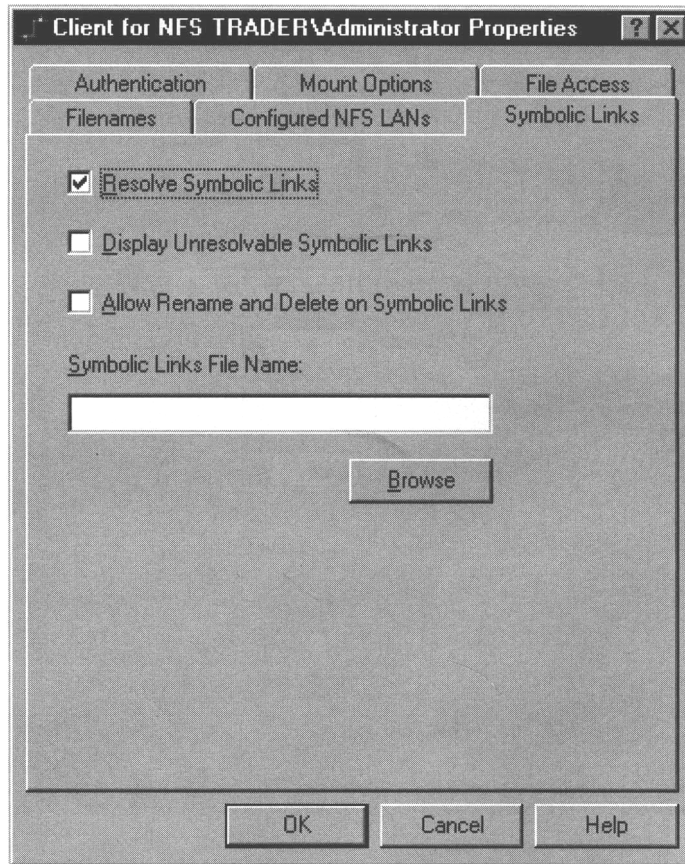 Client for NFS TRADER\Administrator Properties
Authentication Mount Options File Access
Filenames Configured NFS LANs Symbolic Links
Resolve Symbolic Links
Display Unresolvable Symbolic Links
Allow Rename and Delete on Symbolic Links
Symbolic Links File Name:
Browse
OK Cancel Help